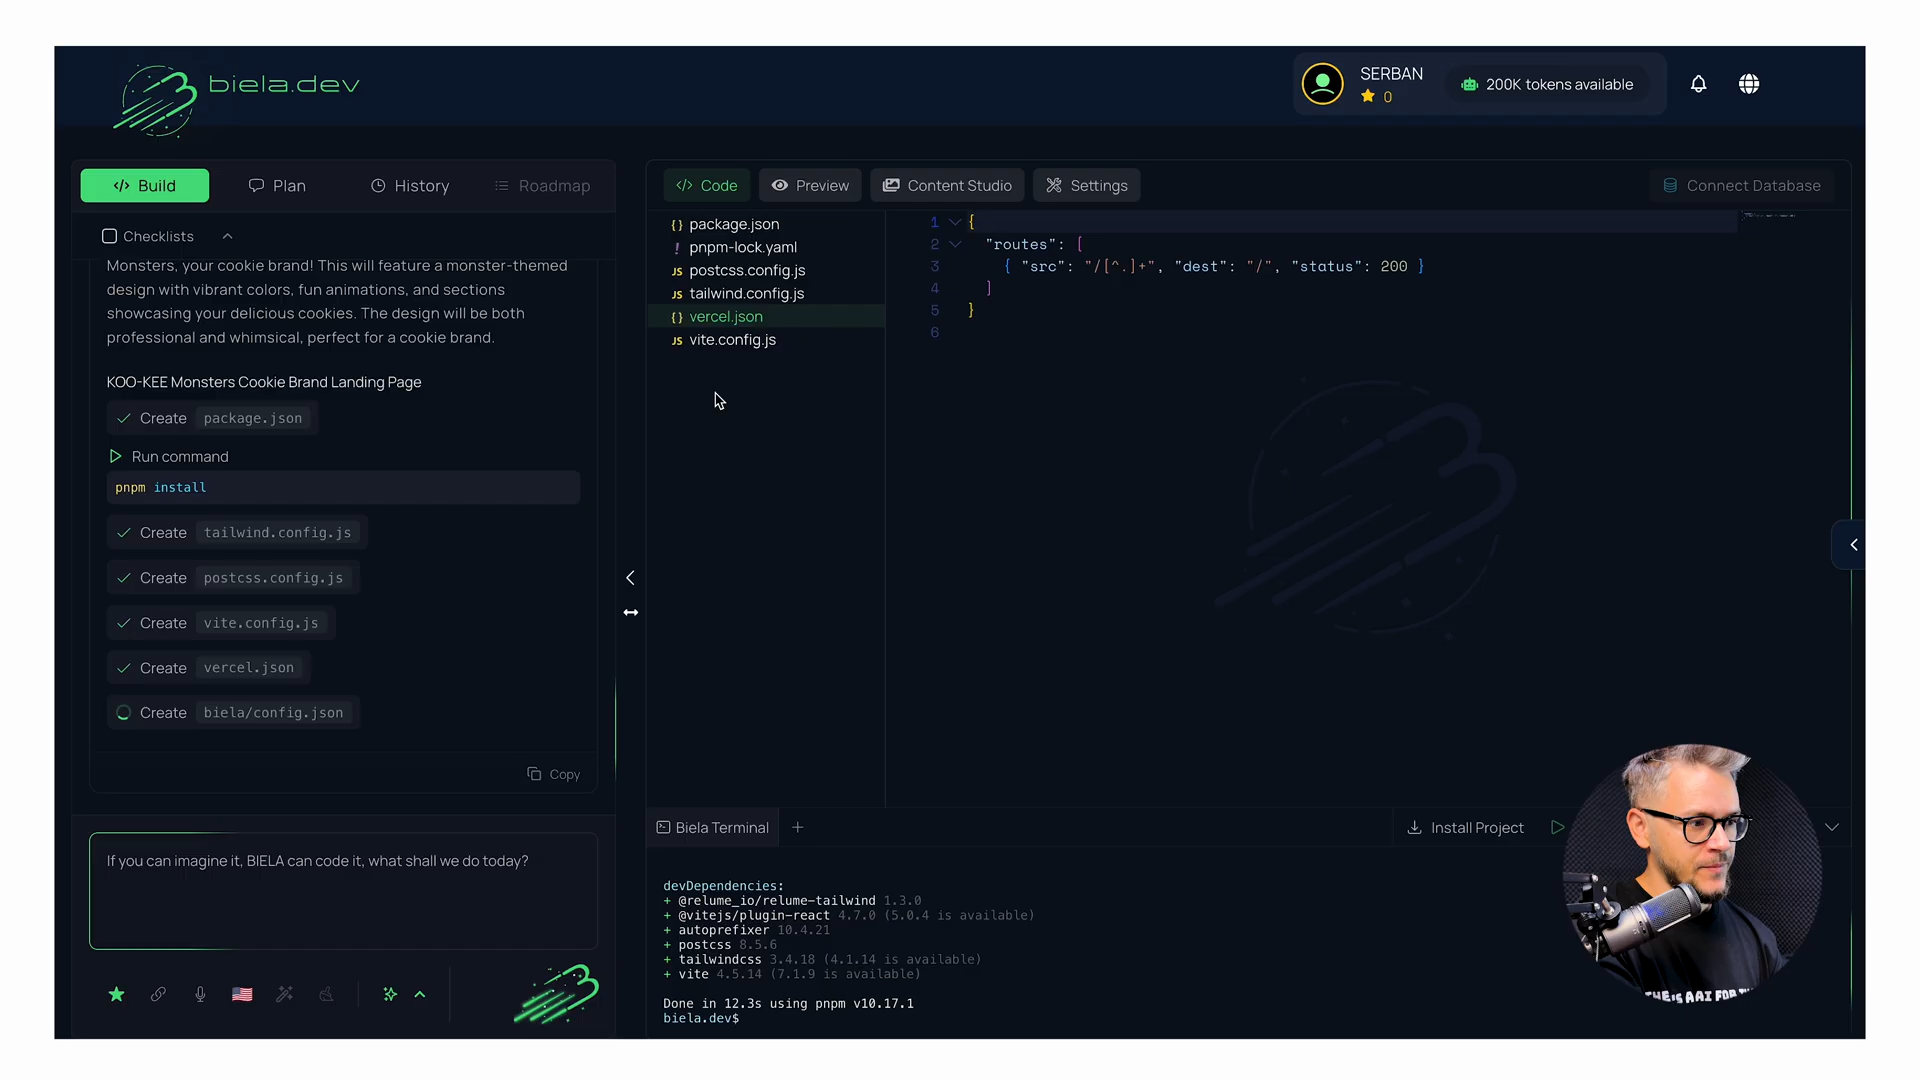 biela.dev
SERBAN
0
200K tokens available
Build
Plan
History
Roadmap
Checklists
Monsters, your cookie brand! This will feature a monster-themed
design with vibrant colors, fun animations, and sections
showcasing your delicious cookies. The design will be both
professional and whimsical, perfect for a cookie brand.
KOO-KEE Monsters Cookie Brand Landing Page
Create package.json
Run command
pnpm install
Create tailwind.config.js
Create postcss.config.js
Create vite.config.js
Create vercel.json
Create biela/config.json
Copy
If you can imagine it, BIELA can code it, what shall we do today?
Code
Preview
Content Studio
Settings
Connect Database
{} package.json
! pnpm-lock.yaml
JS postcss.config.js
JS tailwind.config.js
{} vercel.json
JS vite.config.js
1 {
2 "routes": [
3 { "src": "/[^.]+", "dest": "/", "status": 200 }
4 ]
5 }
6
Biela Terminal
Install Project
devDependencies:
+ @relume_io/relume-tailwind 1.3.0
+ @vitejs/plugin-react 4.7.0 (5.0.4 is available)
+ autoprefixer 10.4.21
+ postcss 8.5.6
+ tailwindcss 3.4.18 (4.1.14 is available)
+ vite 4.5.14 (7.1.9 is available)
Done in 12.3s using pnpm v10.17.1
biela.dev$